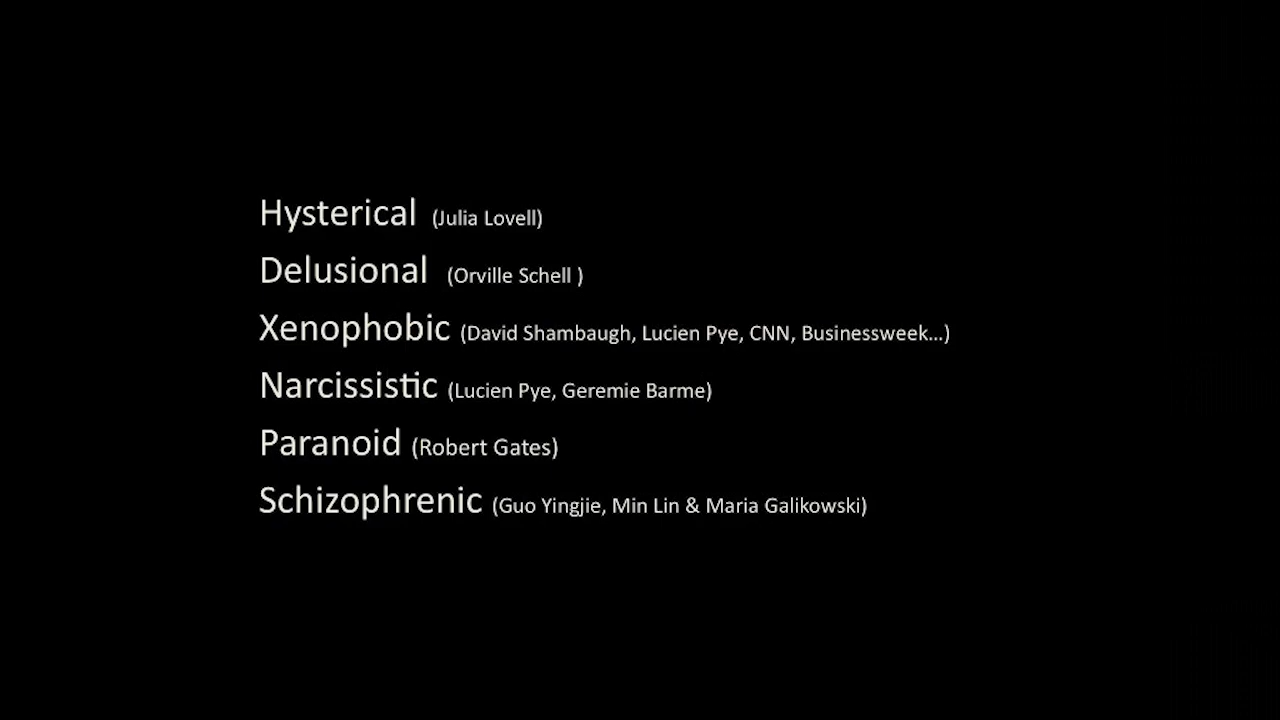 Hysterical (Julia Lovell)
Delusional (Orville Schell )
Xenophobic (David Shambaugh, Lucien Pye, CNN, Businessweek...)
Narcissistic (Lucien Pye, Geremie Barme)
Paranoid (Robert Gates)
Schizophrenic (Guo Yingjie, Min Lin & Maria Galikowski)